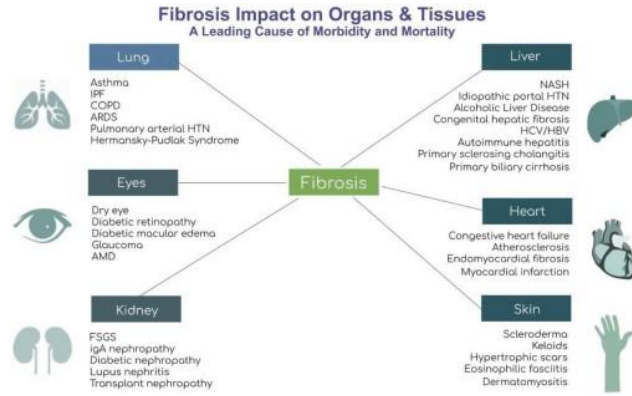 Fibrosis Impact on Organs & Tissues
A Leading Cause of Morbidity and Mortality
Lung
Asthma
IPF
COPD
ARDS
Pulmonary arterial HTN
Hermansky-Pudlak Syndrome
Liver
NASH
Idiopathic portal HTN
Alcoholic Liver Disease
Congenital hepatic fibrosis
HCV/HBV
Autoimmune hepatitis
Primary sclerosing cholangitis
Primary biliary cirrhosis
Fibrosis
Eyes
Dry eye
Diabetic retinopathy
Diabetic macular edema
Glaucoma
AMD
Heart
Congestive heart failure
Atherosclerosis
Endomyocardial fibrosis
Myocardial infarction
Kidney
FSGS
igA nephropathy
Diabetic nephropathy
Lupus nephritis
Transplant nephropathy
Skin
Scleroderma
Keloids
Hypertrophic scars
Eosinophilic fasciitis
Dermatomyositis